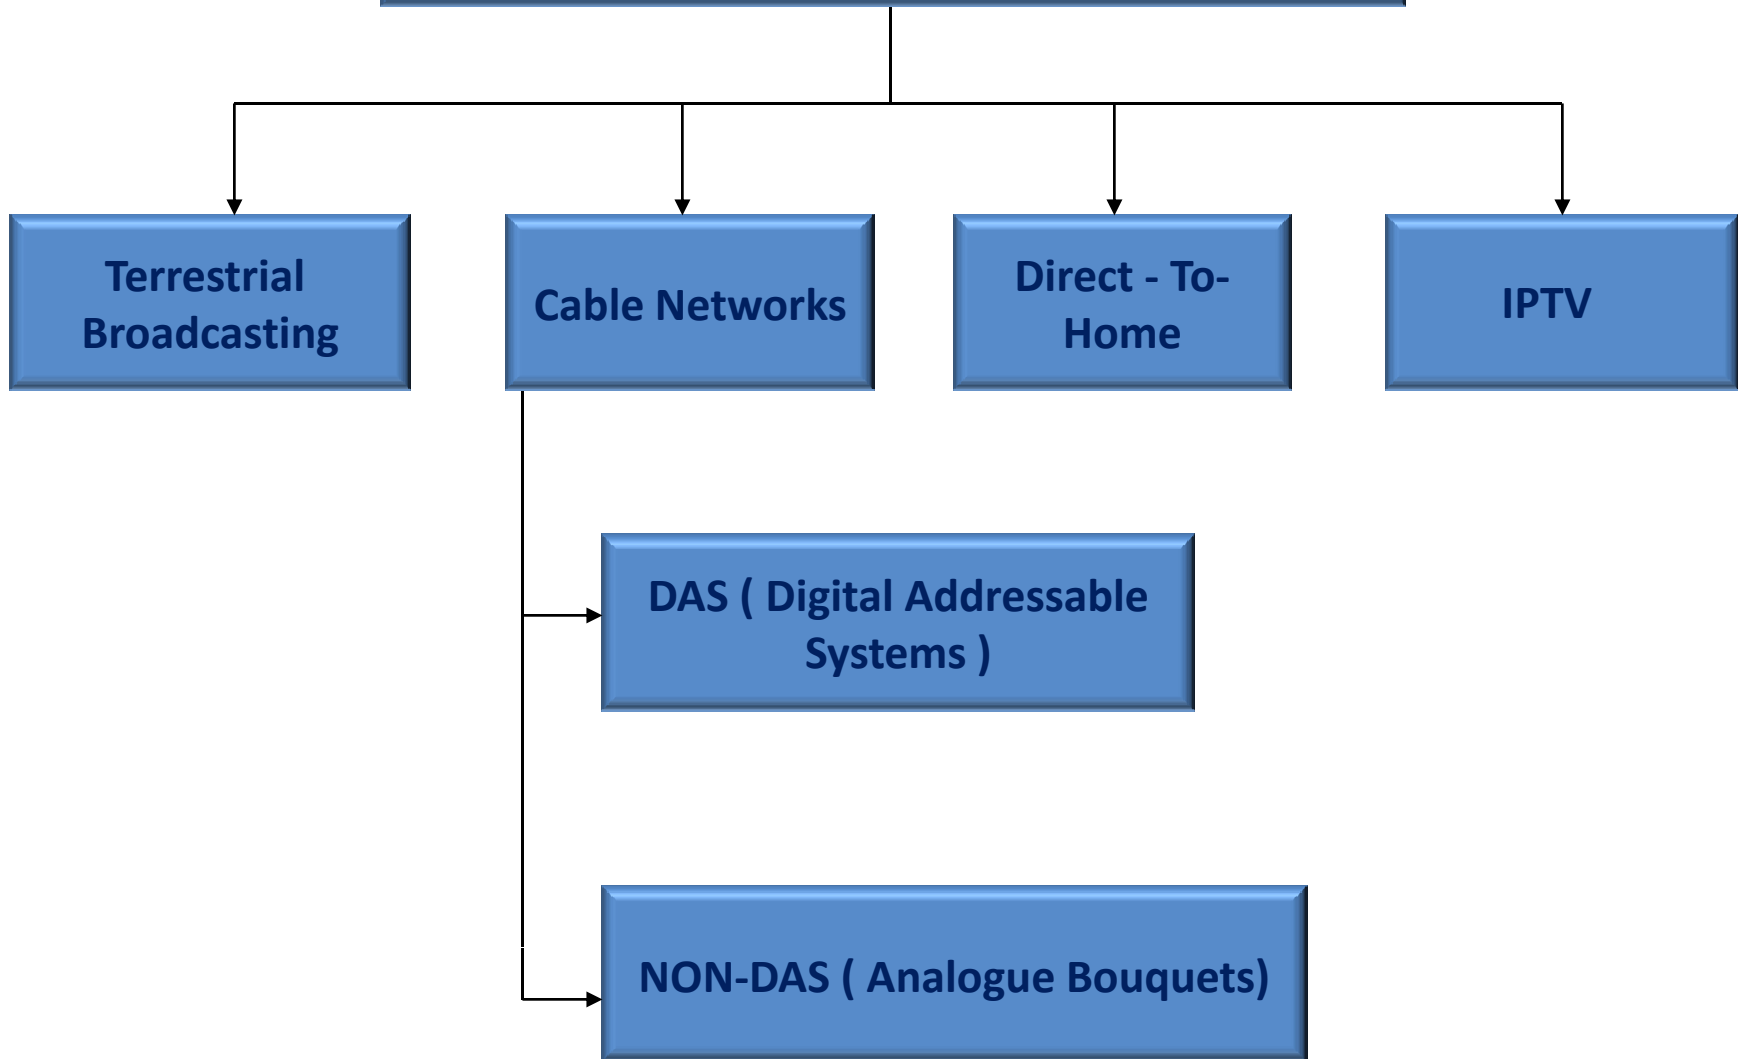 Terrestrial
Broadcasting
Cable Networks
Direct - To-
Home
IPTV
DAS ( Digital Addressable
Systems )
NON-DAS ( Analogue Bouquets)